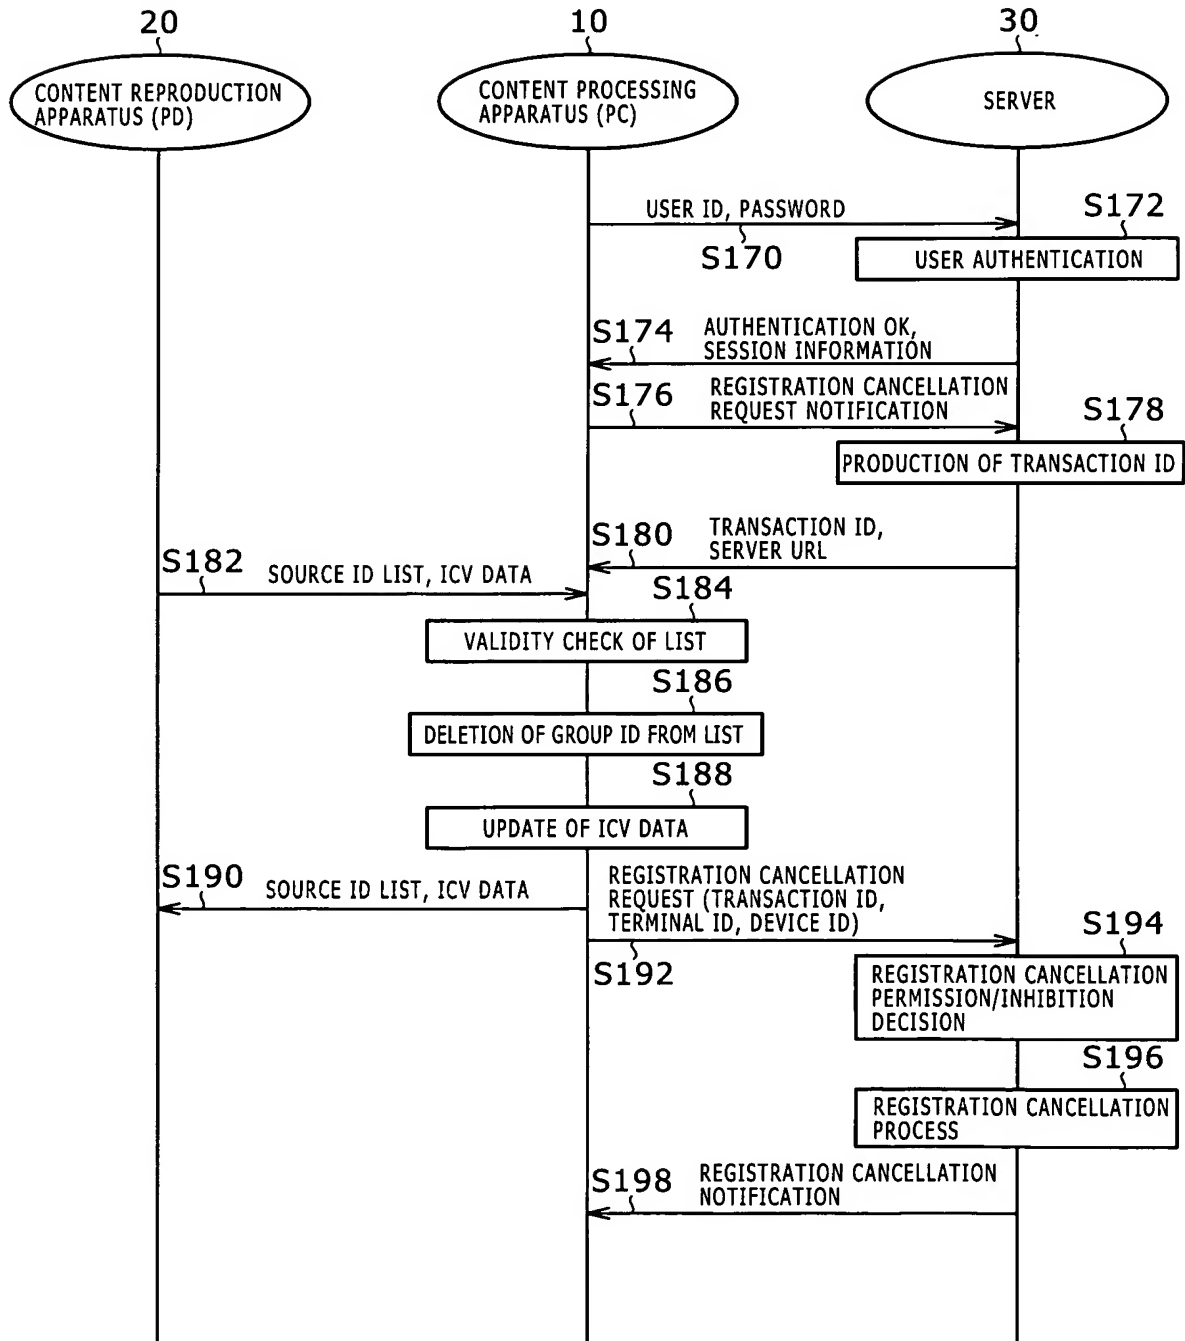 20
10
30
CONTENT REPRODUCTION
APPARATUS (PD)
CONTENT PROCESSING
APPARATUS (PC)
SERVER
USER ID, PASSWORD
S170
S172
USER AUTHENTICATION
S174
AUTHENTICATION OK,
SESSION INFORMATION
S176
REGISTRATION CANCELLATION
REQUEST NOTIFICATION
S178
PRODUCTION OF TRANSACTION ID
S180
TRANSACTION ID,
SERVER URL
S182
SOURCE ID LIST, ICV DATA
S184
VALIDITY CHECK OF LIST
S186
DELETION OF GROUP ID FROM LIST
S188
UPDATE OF ICV DATA
S190
SOURCE ID LIST, ICV DATA
REGISTRATION CANCELLATION
REQUEST (TRANSACTION ID,
TERMINAL ID, DEVICE ID)
S192
S194
REGISTRATION CANCELLATION
PERMISSION/INHIBITION
DECISION
S196
REGISTRATION CANCELLATION
PROCESS
S198
REGISTRATION CANCELLATION
NOTIFICATION